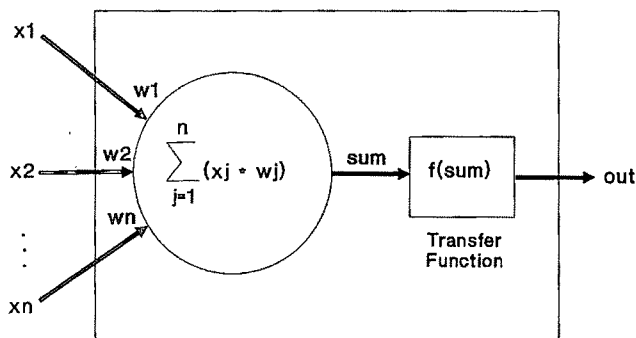 x1
w1
n
w2
x2
∑ (xj * wj)
sum
f(sum)
out
j=1
wn
Transfer
Function
⋮
xn